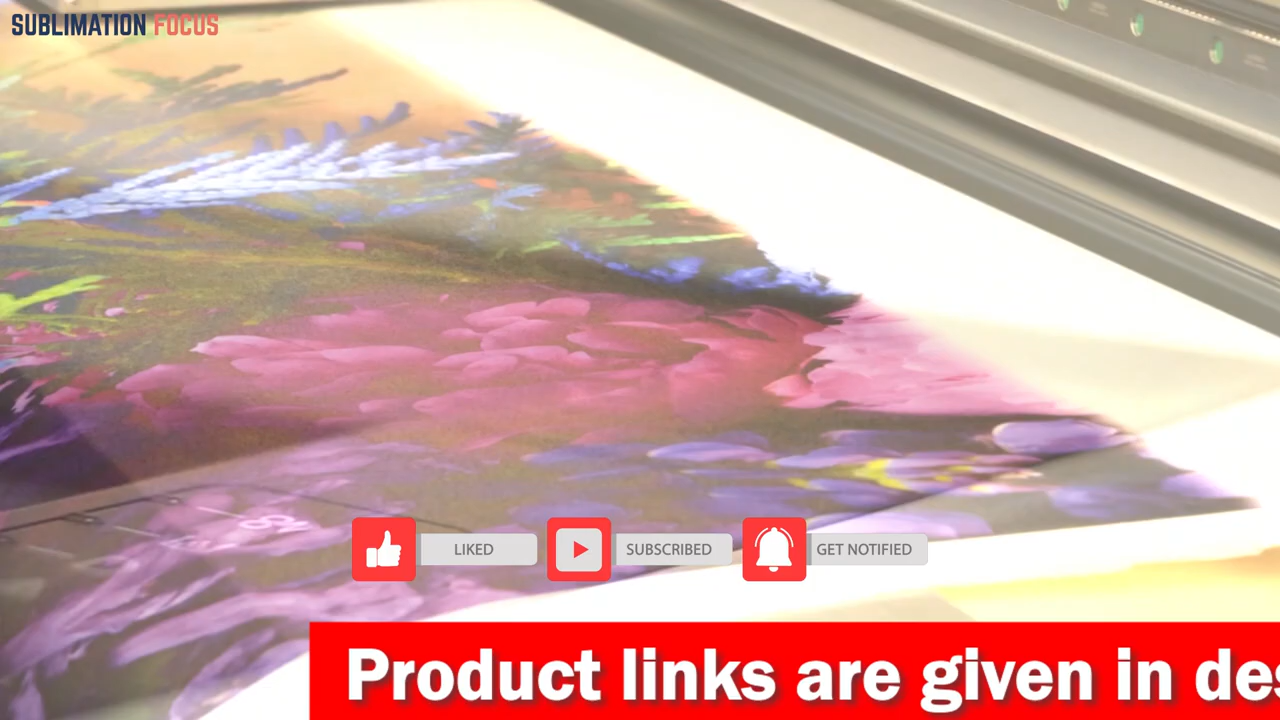 SUBLIMATION FOCUS
LIKED
SUBSCRIBED
GET NOTIFIED
Product links are given in des